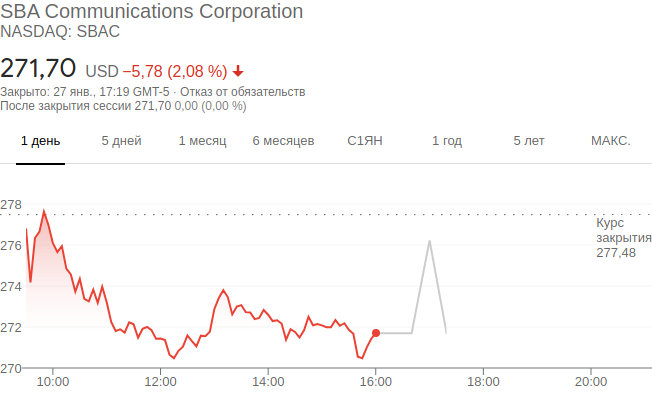 SBA Communications Corporation
NASDAQ: SBAC
271,70 USD −5,78 (2,08 %)
Закрыто: 27 янв., 17:19 GMT-5 · Отказ от обязательств
После закрытия сессии 271,70 0,00 (0,00 %)
1 день 5 дней 1 месяц 6 месяцев С1ЯН 1 год 5 лет МАКС.
278
276
274
272
270
Курс
закрытия
277,48
10:00 12:00 14:00 16:00 18:00 20:00